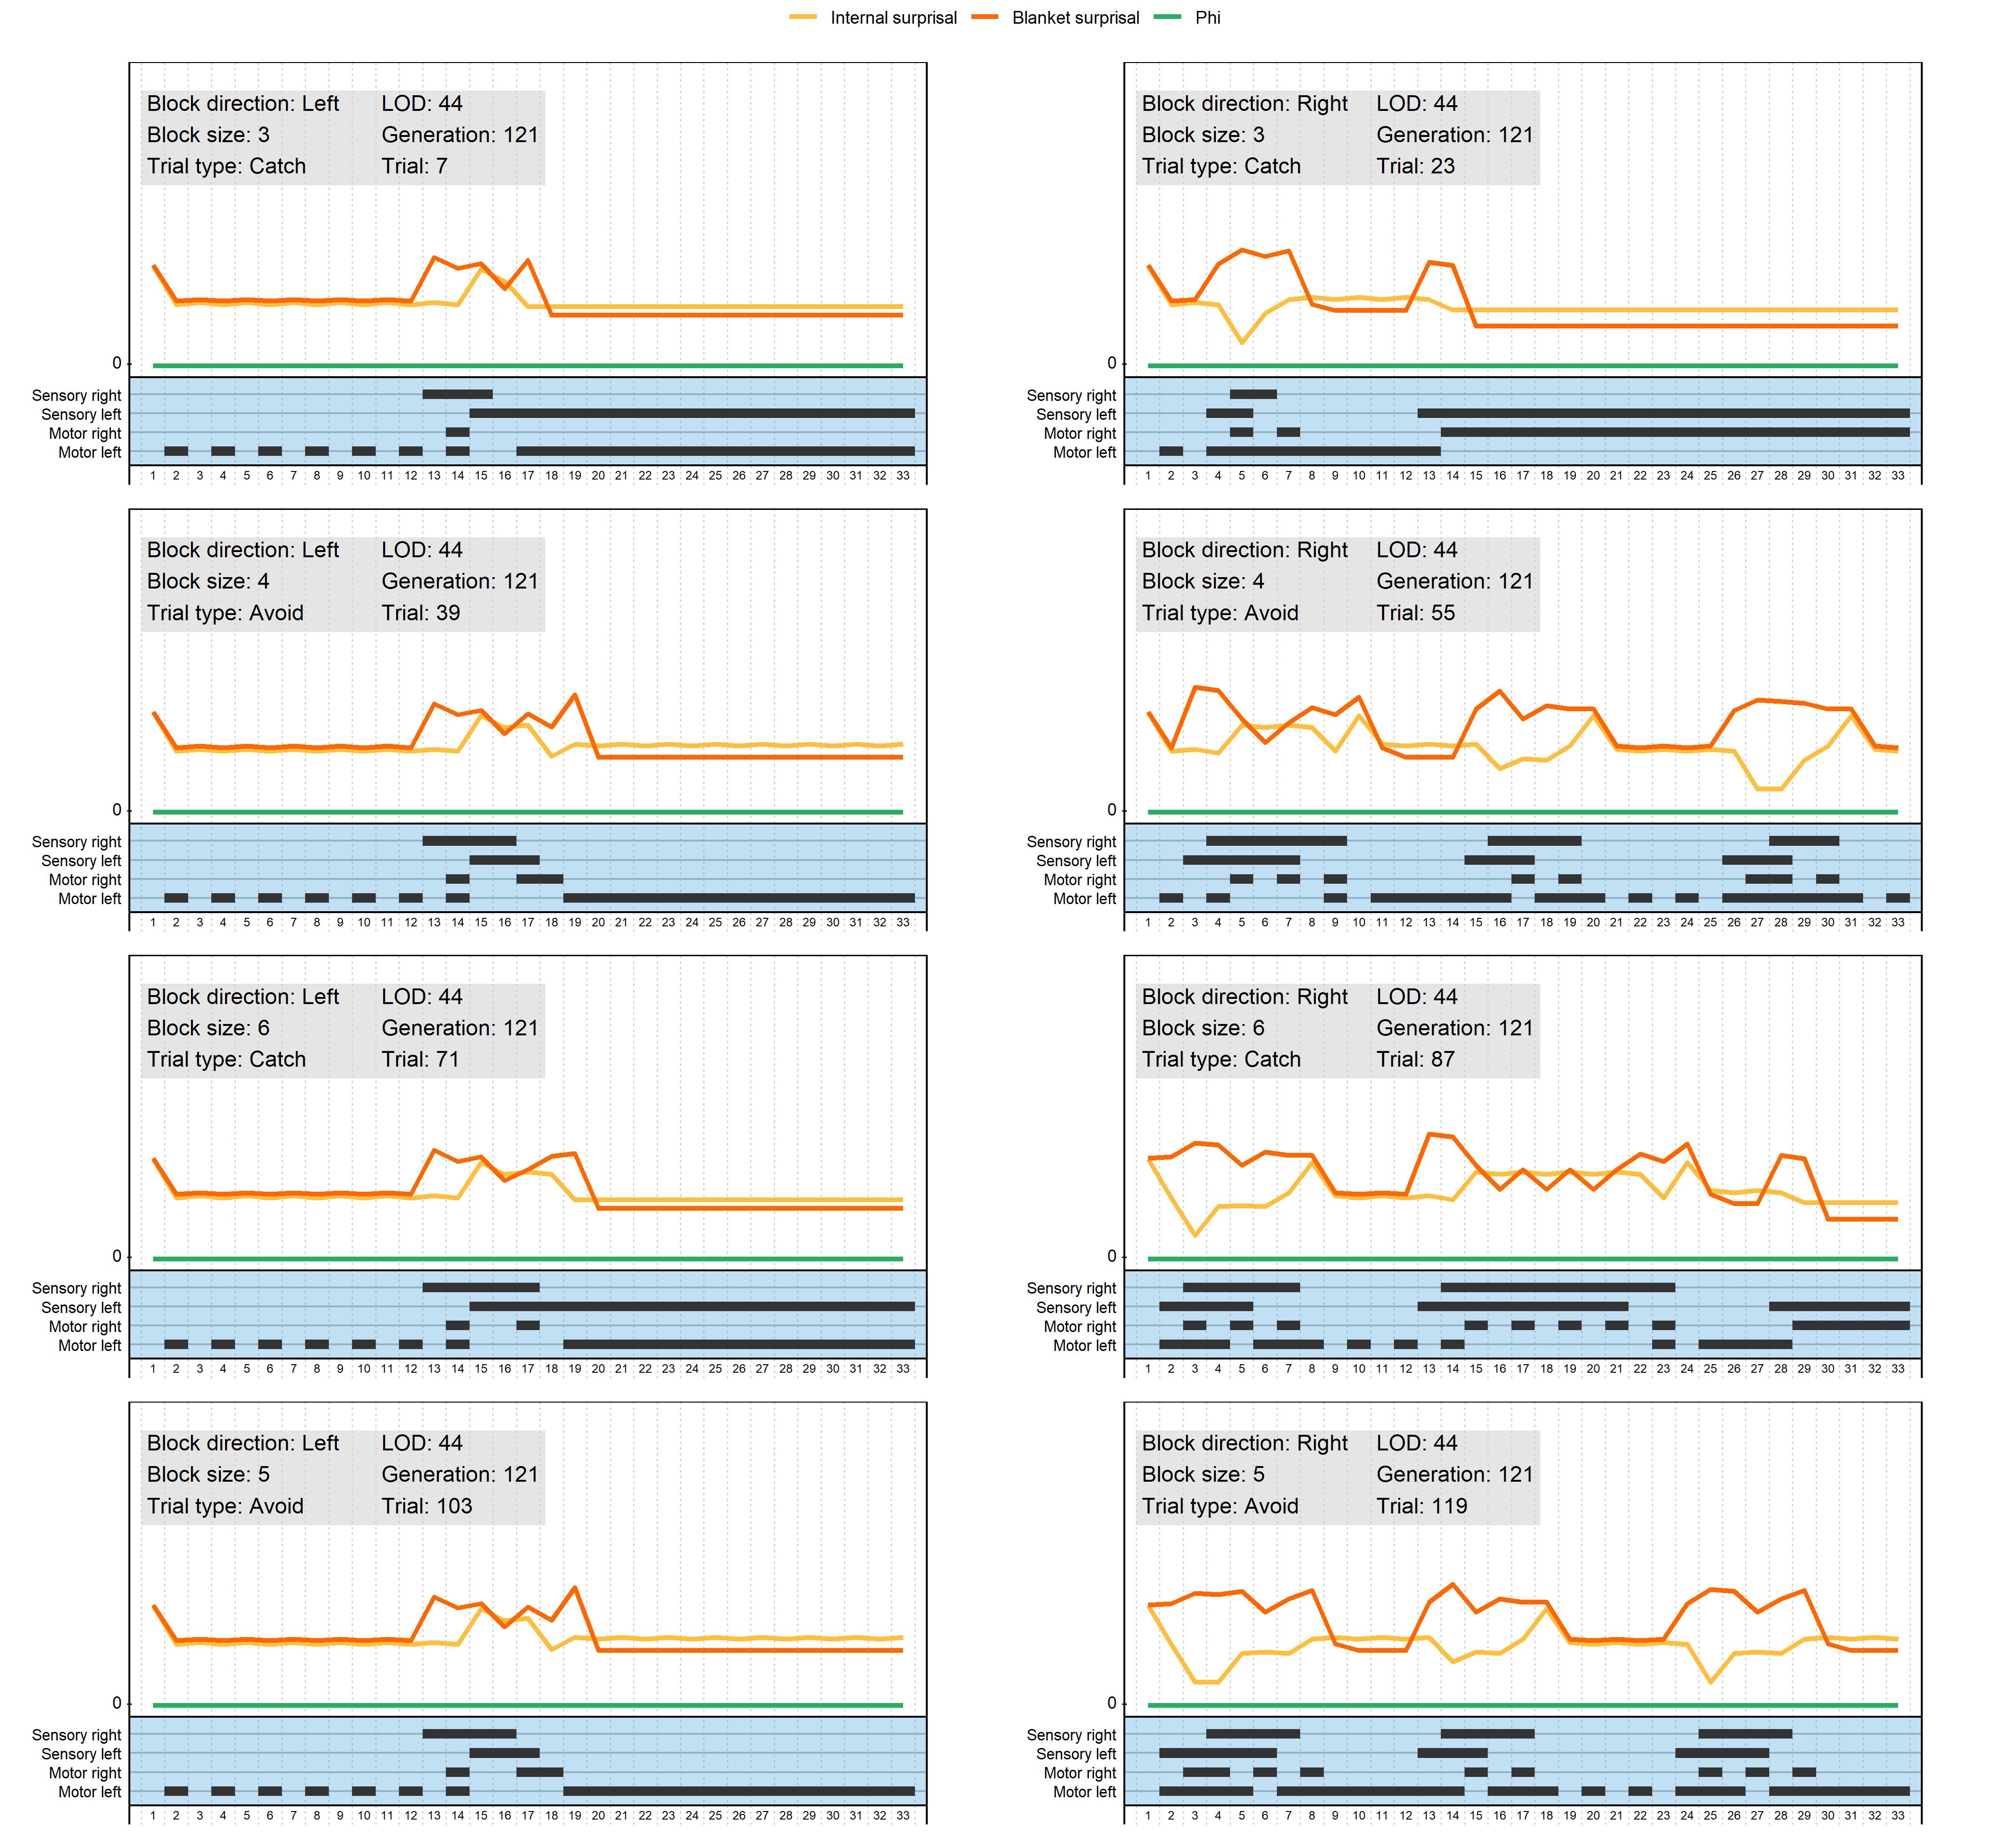 Internal surprisal Blanket surprisal Phi
Block direction: Left LOD: 44
Block size: 3 Generation: 121
Trial type: Catch Trial: 7
0
Sensory right
Sensory left
Motor right
Motor left
1 2 3 4 5 6 7 8 9 10 11 12 13 14 15 16 17 18 19 20 21 22 23 24 25 26 27 28 29 30 31 32 33
Block direction: Right LOD: 44
Block size: 3 Generation: 121
Trial type: Catch Trial: 23
0
Sensory right
Sensory left
Motor right
Motor left
1 2 3 4 5 6 7 8 9 10 11 12 13 14 15 16 17 18 19 20 21 22 23 24 25 26 27 28 29 30 31 32 33
Block direction: Left LOD: 44
Block size: 4 Generation: 121
Trial type: Avoid Trial: 39
0
Sensory right
Sensory left
Motor right
Motor left
1 2 3 4 5 6 7 8 9 10 11 12 13 14 15 16 17 18 19 20 21 22 23 24 25 26 27 28 29 30 31 32 33
Block direction: Right LOD: 44
Block size: 4 Generation: 121
Trial type: Avoid Trial: 55
0
Sensory right
Sensory left
Motor right
Motor left
1 2 3 4 5 6 7 8 9 10 11 12 13 14 15 16 17 18 19 20 21 22 23 24 25 26 27 28 29 30 31 32 33
Block direction: Left LOD: 44
Block size: 6 Generation: 121
Trial type: Catch Trial: 71
0
Sensory right
Sensory left
Motor right
Motor left
1 2 3 4 5 6 7 8 9 10 11 12 13 14 15 16 17 18 19 20 21 22 23 24 25 26 27 28 29 30 31 32 33
Block direction: Right LOD: 44
Block size: 6 Generation: 121
Trial type: Catch Trial: 87
0
Sensory right
Sensory left
Motor right
Motor left
1 2 3 4 5 6 7 8 9 10 11 12 13 14 15 16 17 18 19 20 21 22 23 24 25 26 27 28 29 30 31 32 33
Block direction: Left LOD: 44
Block size: 5 Generation: 121
Trial type: Avoid Trial: 103
0
Sensory right
Sensory left
Motor right
Motor left
1 2 3 4 5 6 7 8 9 10 11 12 13 14 15 16 17 18 19 20 21 22 23 24 25 26 27 28 29 30 31 32 33
Block direction: Right LOD: 44
Block size: 5 Generation: 121
Trial type: Avoid Trial: 119
0
Sensory right
Sensory left
Motor right
Motor left
1 2 3 4 5 6 7 8 9 10 11 12 13 14 15 16 17 18 19 20 21 22 23 24 25 26 27 28 29 30 31 32 33